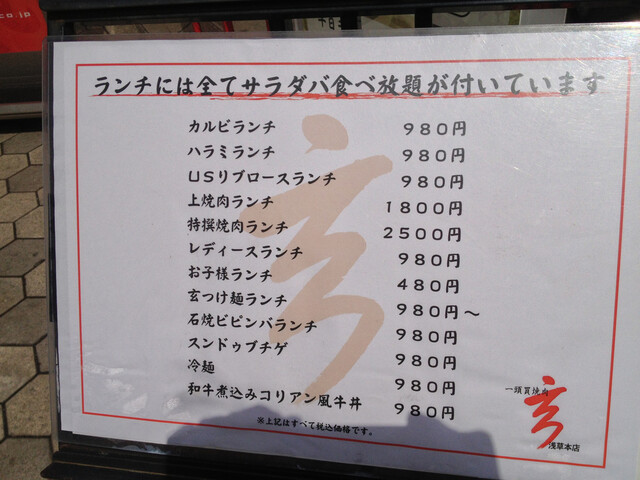 co.jp
ランチには全てサラダバ食べ放題が付いています
カルビランチ 980円
ハラミランチ 980円
USリブロースランチ 980円
上焼肉ランチ 1800円
特撰焼肉ランチ 2500円
レディースランチ 980円
お子様ランチ 480円
玄つけ麺ランチ 980円〜
石焼ビピンバランチ 980円
スンドゥブチゲ 980円
冷麺 980円
和牛煮込みコリアン風牛丼 980円
※上記はすべて税込価格です。
一頭買焼肉
玄
浅草本店